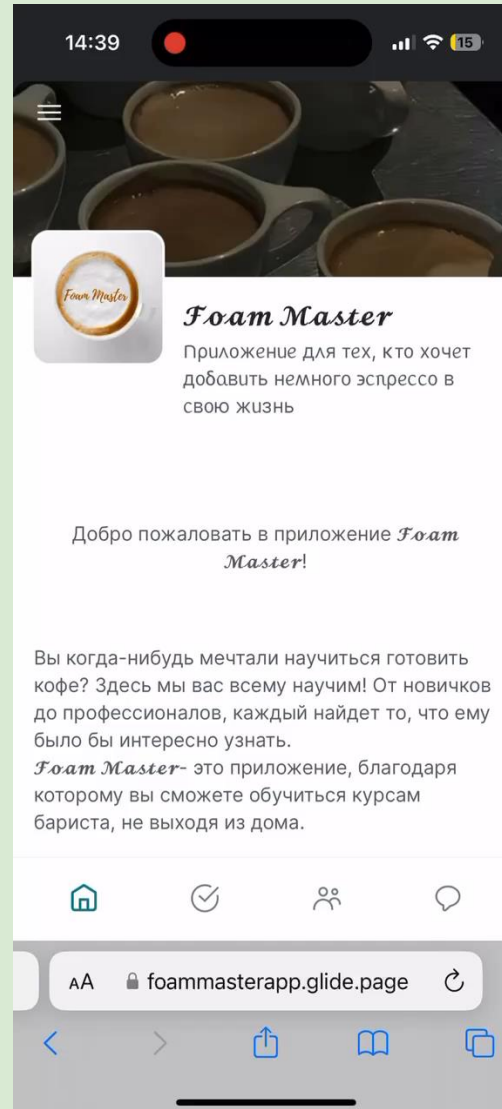 14:39
15
Foam Master
Foam Master
Приложение для тех, кто хочет
добавить немного эспрессо в
свою жизнь
Добро пожаловать в приложение Foam
Master!
Вы когда-нибудь мечтали научиться готовить
кофе? Здесь мы вас всему научим! От новичков
до профессионалов, каждый найдет то, что ему
было бы интересно узнать.
Foam Master- это приложение, благодаря
которому вы сможете обучиться курсам
бариста, не выходя из дома.
AA foammasterapp.glide.page